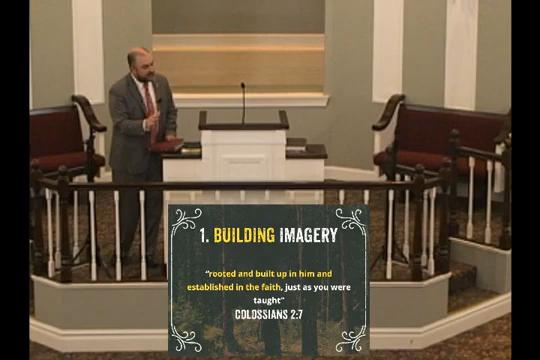 1. BUILDING IMAGERY
“rooted and built up in him and
established in the faith, just as you were
taught”
COLOSSIANS 2:7